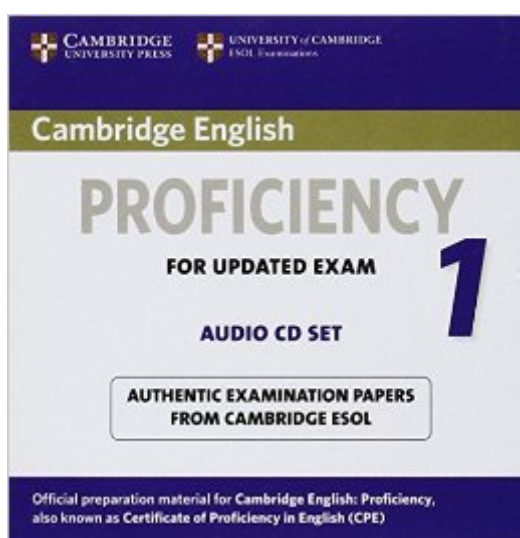 CAMBRIDGE
UNIVERSITY PRESS
UNIVERSITY of CAMBRIDGE
ESOL Examinations
Cambridge English
PROFICIENCY
1
FOR UPDATED EXAM
AUDIO CD SET
AUTHENTIC EXAMINATION PAPERS
FROM CAMBRIDGE ESOL
Official preparation material for Cambridge English: Proficiency,
also known as Certificate of Proficiency in English (CPE)